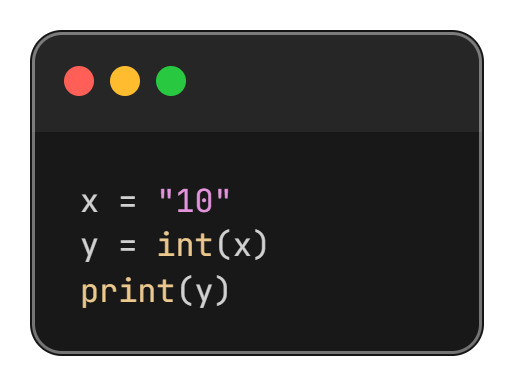 x = "10"
y = int(x)
print(y)